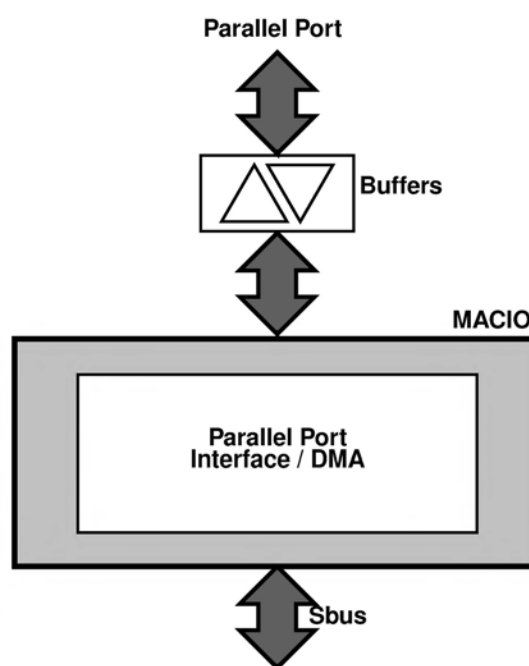 Parallel Port
Buffers
MACIO
Parallel Port
Interface / DMA
Sbus